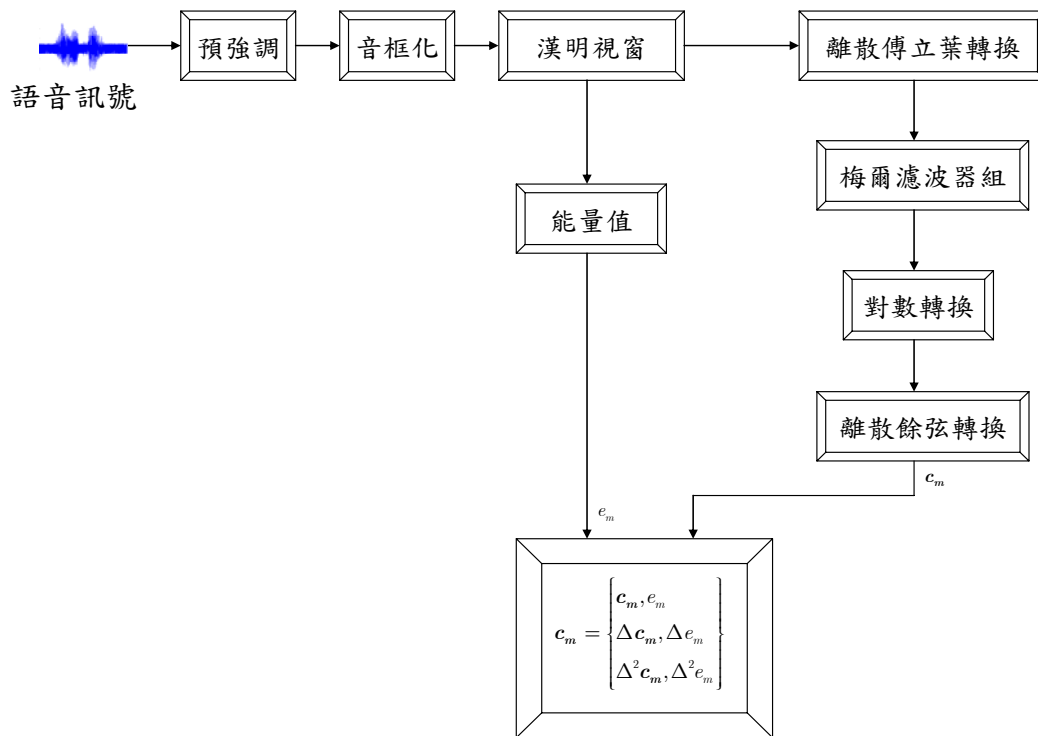 預強調
音框化
漢明視窗
離散傅立葉轉換
語音訊號
梅爾濾波器組
能量值
對數轉換
離散餘弦轉換
c_m
e_m
c_m = { c_m, e_m
Δc_m, Δe_m
Δ²c_m, Δ²e_m }